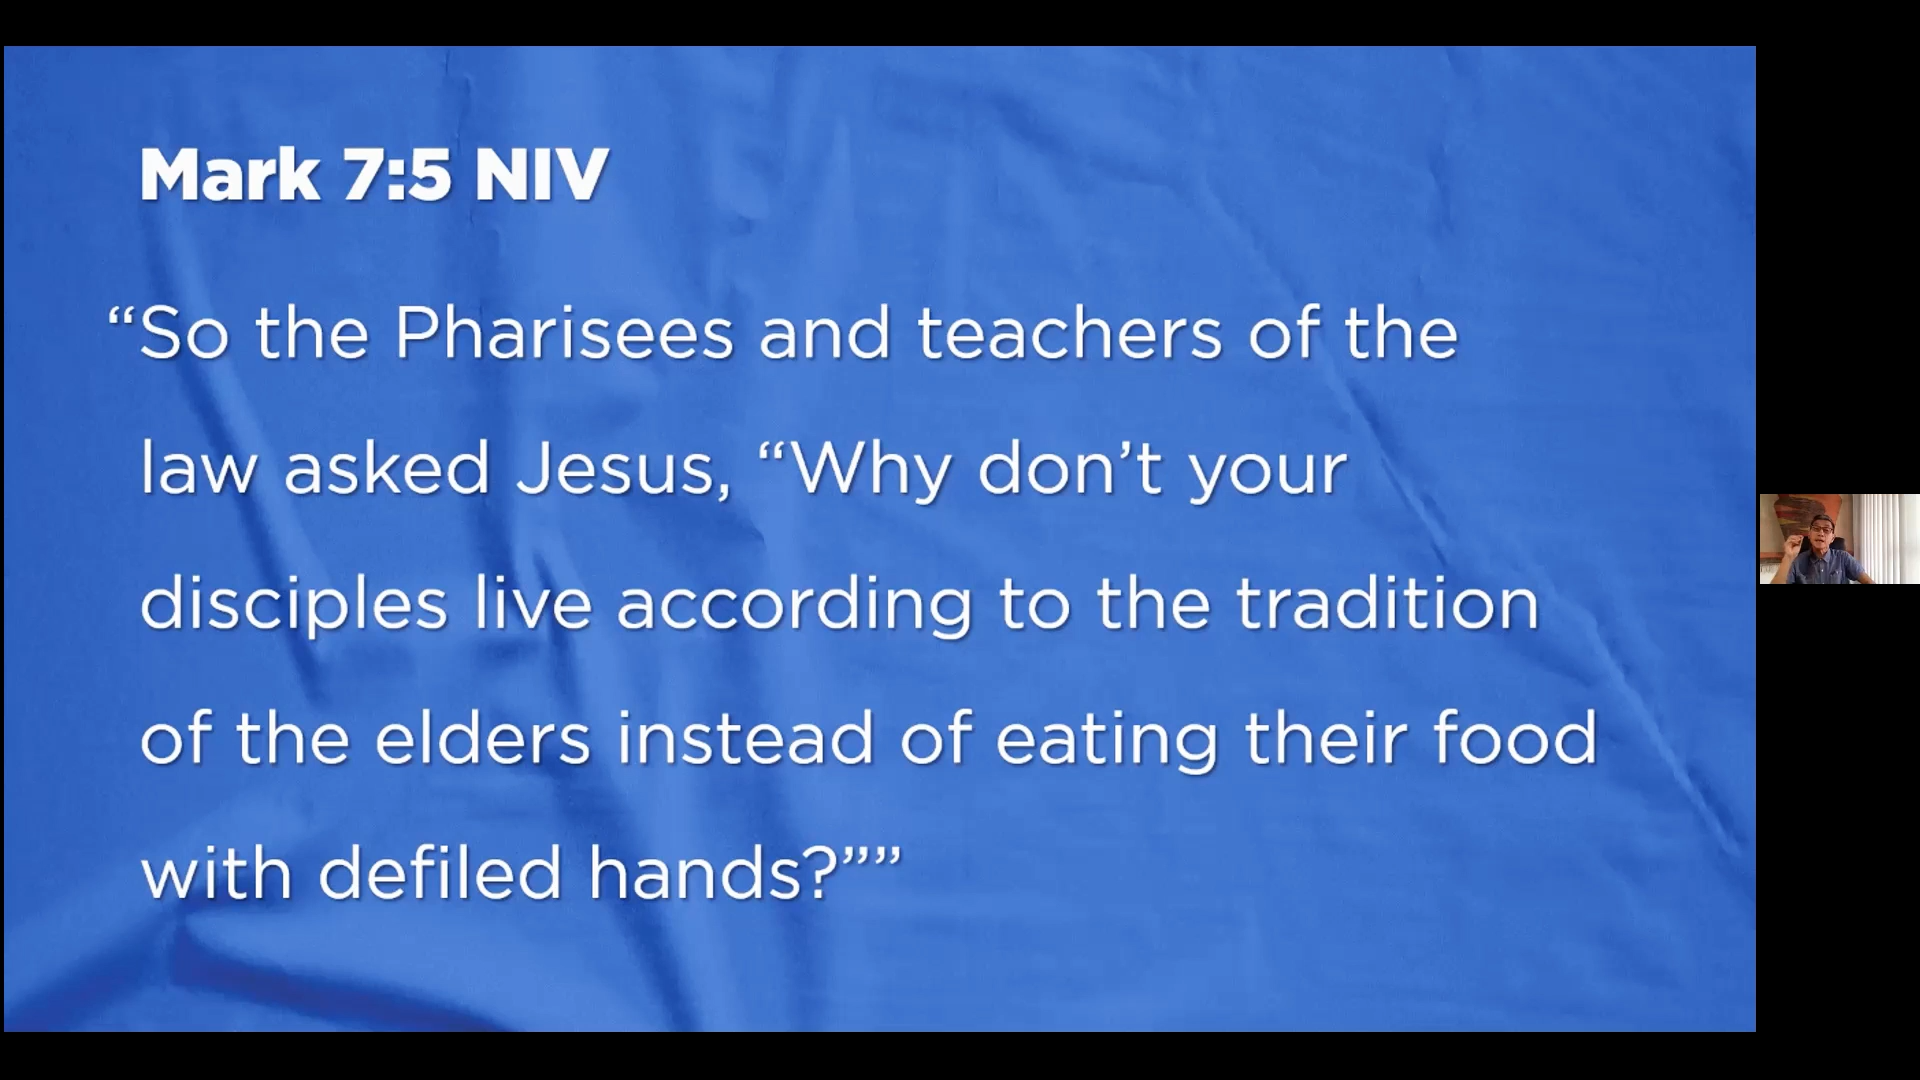 Mark 7:5 NIV
“So the Pharisees and teachers of the
law asked Jesus, “Why don’t your
disciples live according to the tradition
of the elders instead of eating their food
with defiled hands?””